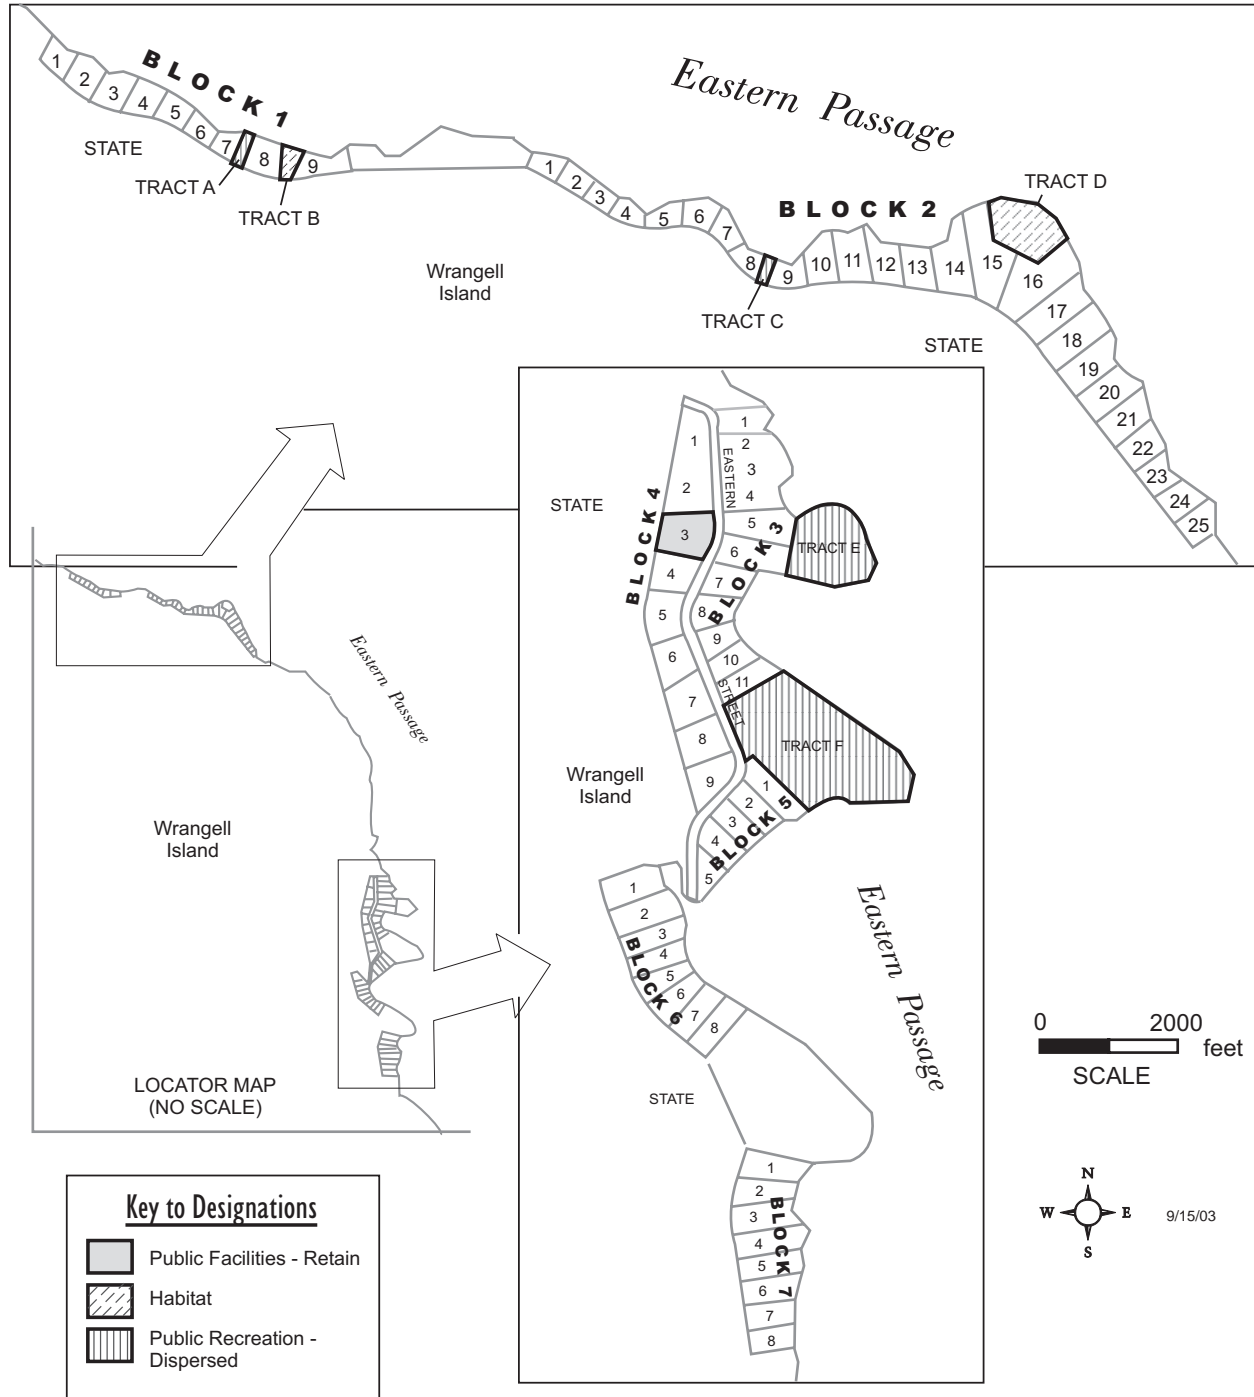 Eastern Passage
BLOCK 1
1
2
3
4
5
6
7
8
9
STATE
TRACT A
TRACT B
Wrangell
Island
BLOCK 2
1
2
3
4
5
6
7
8
9
10
11
12
13
14
15
16
17
18
19
20
21
22
23
24
25
TRACT C
TRACT D
STATE
Eastern Passage
Wrangell
Island
LOCATOR MAP
(NO SCALE)
STATE
BLOCK 4
1
2
3
4
5
6
7
8
9
EASTERN
STREET
BLOCK 3
1
2
3
4
5
6
7
8
9
10
11
TRACT E
TRACT F
Wrangell
Island
BLOCK 5
1
2
3
4
5
BLOCK 6
1
2
3
4
5
6
7
8
Eastern Passage
STATE
BLOCK 7
1
2
3
4
5
6
7
8
0 2000
feet
SCALE
N
W E
S
9/15/03
Key to Designations
Public Facilities - Retain
Habitat
Public Recreation -
Dispersed